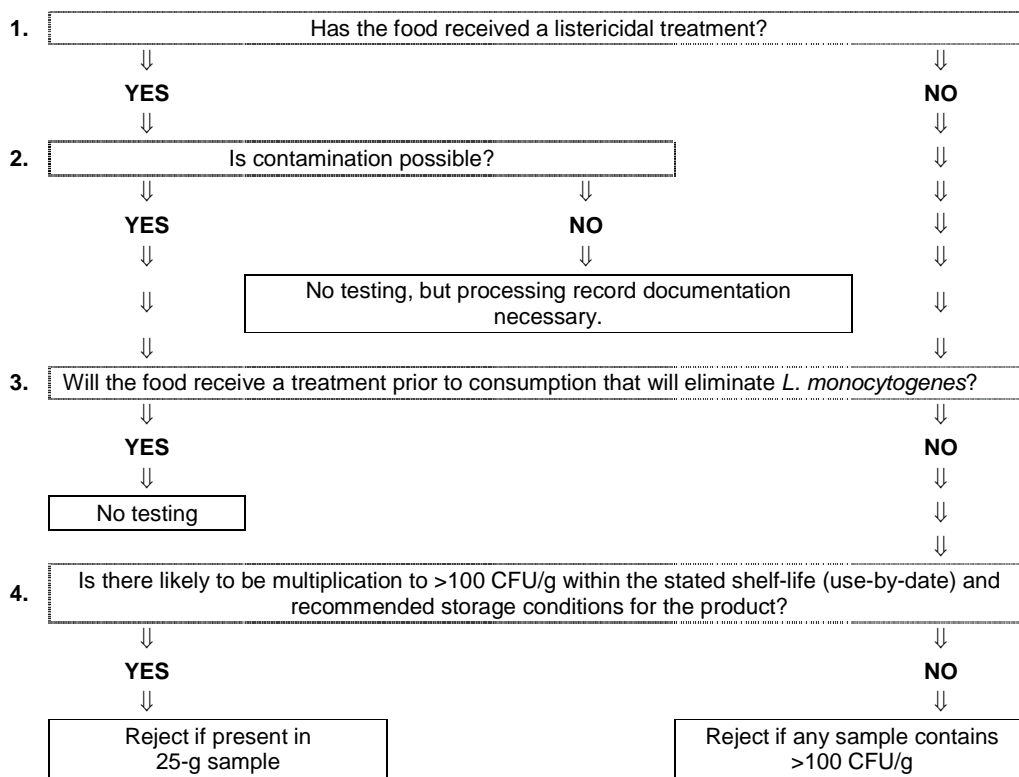 1. Has the food received a listericidal treatment?
⇓ ⇓
YES NO
⇓ ⇓
2. Is contamination possible? ⇓
⇓ ⇓ ⇓
YES NO ⇓
⇓ ⇓ ⇓
⇓ No testing, but processing record documentation ⇓
necessary.
⇓ ⇓
3. Will the food receive a treatment prior to consumption that will eliminate L. monocytogenes?
⇓ ⇓
YES NO
⇓ ⇓
No testing ⇓
⇓
4. Is there likely to be multiplication to >100 CFU/g within the stated shelf-life (use-by-date) and
recommended storage conditions for the product?
⇓ ⇓
YES NO
⇓ ⇓
Reject if present in Reject if any sample contains
25-g sample >100 CFU/g